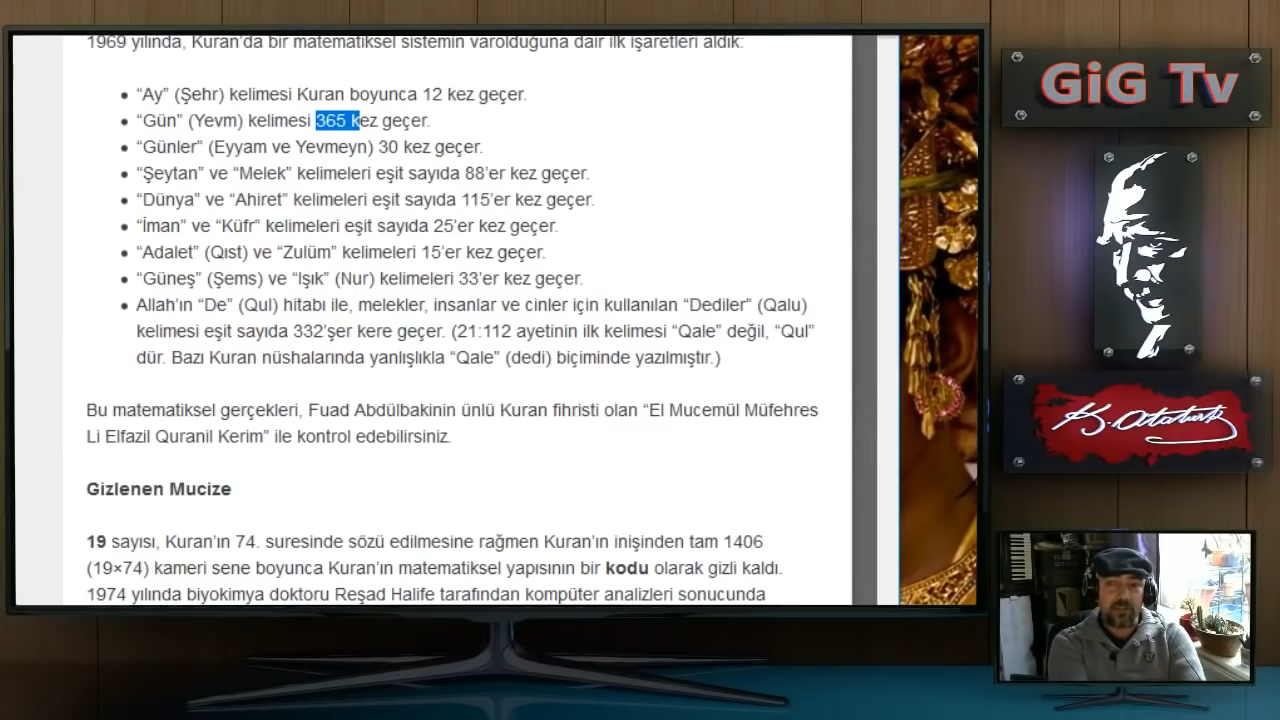 1969 yılında, Kuran'da bir matematiksel sistemin varolduğuna dair ilk işaretleri aldık:
• “Ay” (Şehr) kelimesi Kuran boyunca 12 kez geçer.
• “Gün” (Yevm) kelimesi 365 kez geçer.
• “Günler” (Eyyam ve Yevmeyn) 30 kez geçer.
• “Şeytan” ve “Melek” kelimeleri eşit sayıda 88’er kez geçer.
• “Dünya” ve “Ahiret” kelimeleri eşit sayıda 115’er kez geçer.
• “İman” ve “Küfr” kelimeleri eşit sayıda 25’er kez geçer.
• “Adalet” (Qıst) ve “Zulüm” kelimeleri 15’er kez geçer.
• “Güneş” (Şems) ve “Işık” (Nur) kelimeleri 33’er kez geçer.
• Allah’ın “De” (Qul) hitabı ile, melekler, insanlar ve cinler için kullanılan “Dediler” (Qalu)
kelimesi eşit sayıda 332’şer kere geçer. (21:112 ayetinin ilk kelimesi “Qale” değil, “Qul”
dür. Bazı Kuran nüshalarında yanlışlıkla “Qale” (dedi) biçiminde yazılmıştır.)
Bu matematiksel gerçekleri, Fuad Abdülbakinin ünlü Kuran fihristi olan “El Mucemül Müfehres
Li Elfazil Quranil Kerim” ile kontrol edebilirsiniz.
Gizlenen Mucize
19 sayısı, Kuran’ın 74. suresinde sözü edilmesine rağmen Kuran’ın inişinden tam 1406
(19×74) kameri sene boyunca Kuran’ın matematiksel yapısının bir kodu olarak gizli kaldı.
1974 yılında biyokimya doktoru Reşad Halife tarafından kompüter analizleri sonucunda
GiG Tv
K. Atatürk